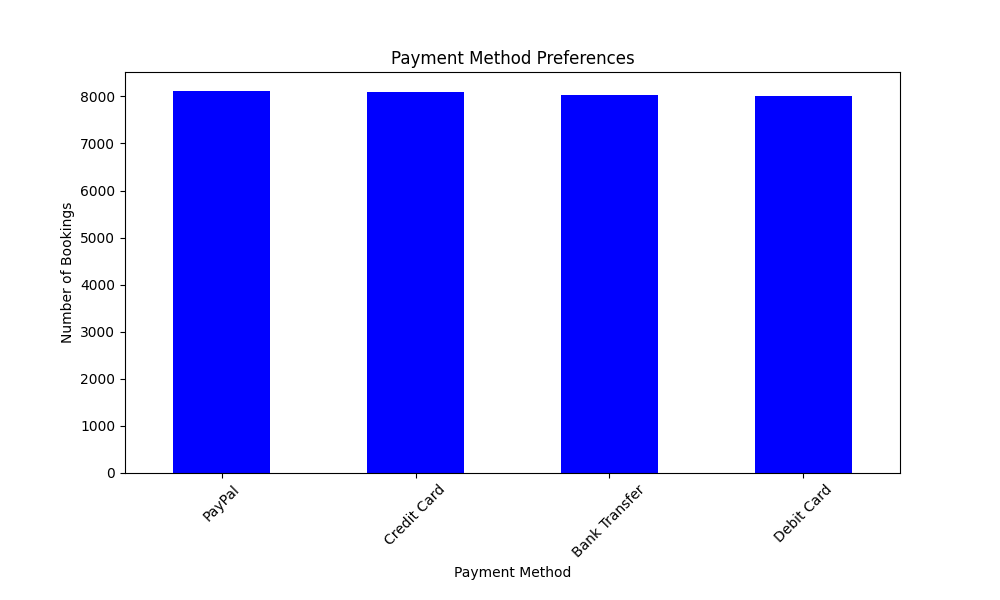 Payment Method Preferences
Number of Bookings
8000
7000
6000
5000
4000
3000
2000
1000
0
PayPal
Credit Card
Bank Transfer
Debit Card
Payment Method